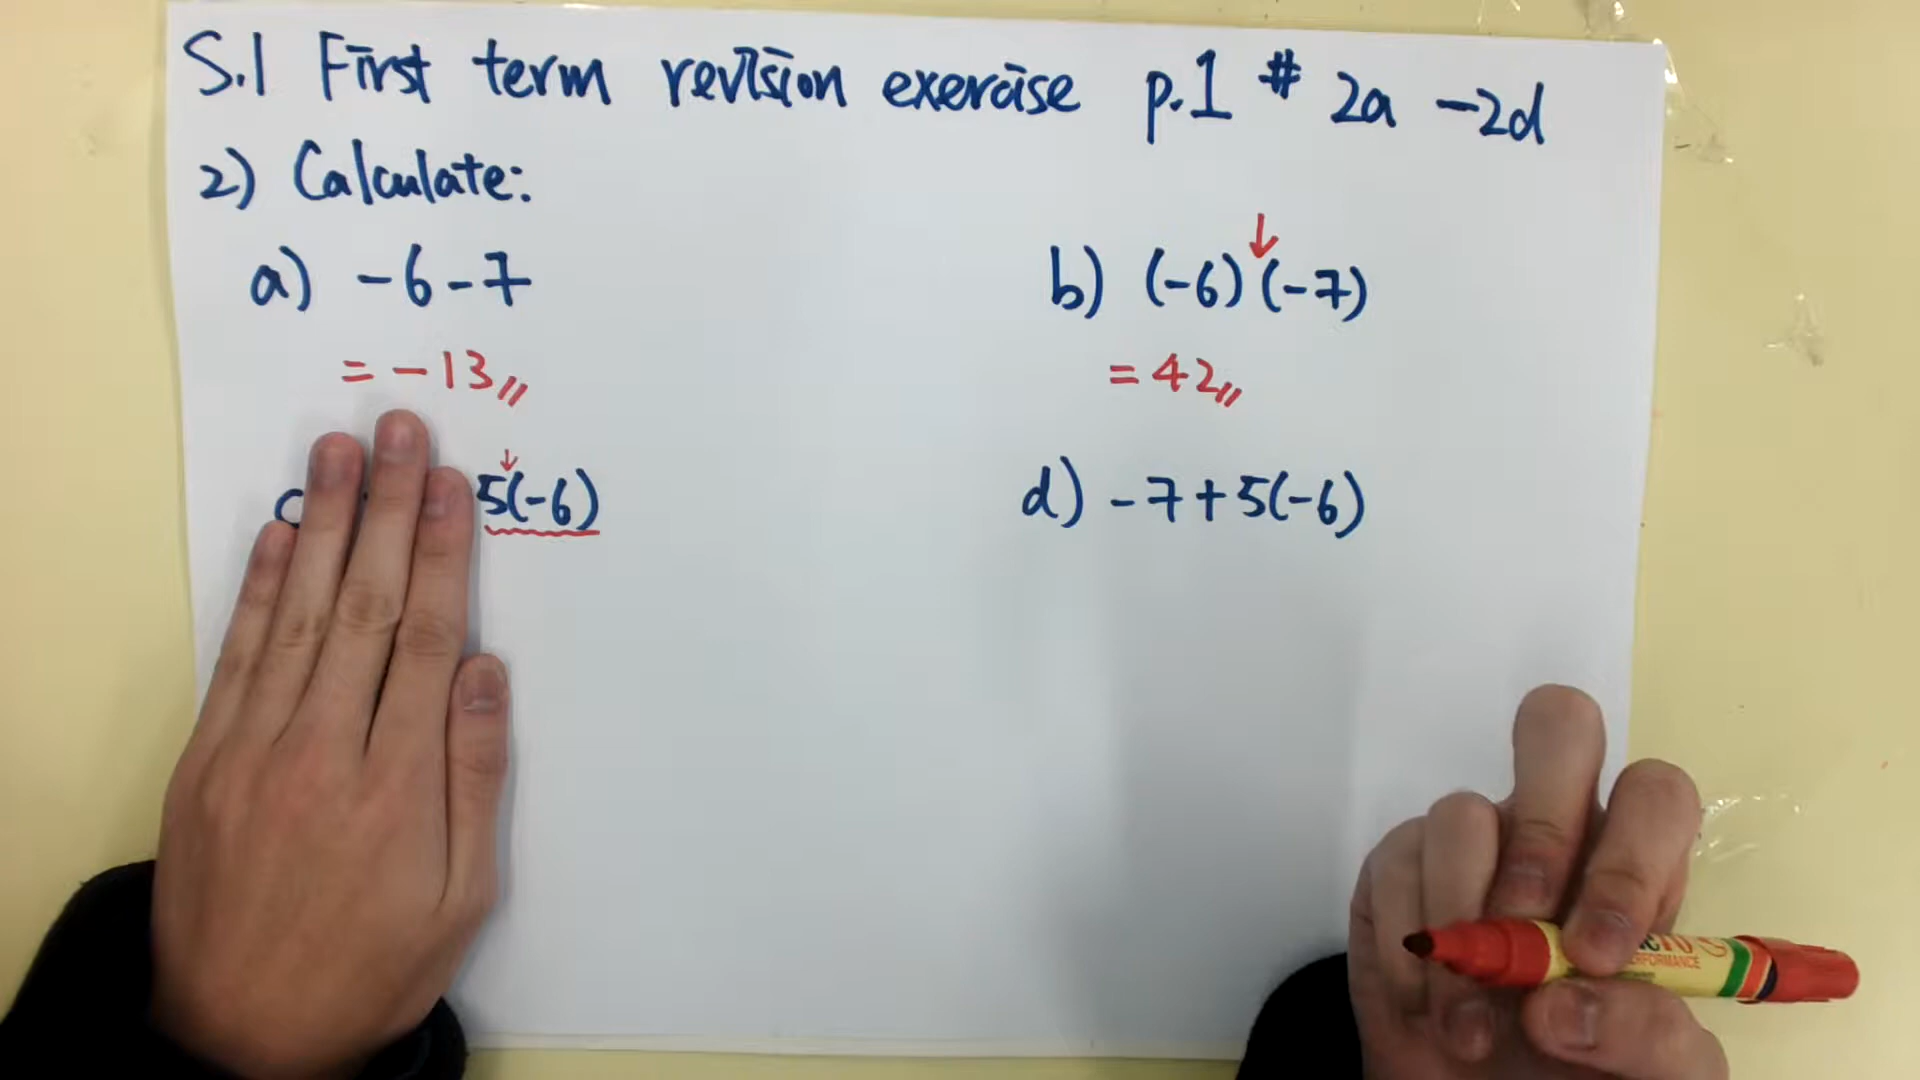 S.1 First term revision exercise p.1 # 2a - 2d
2) Calculate:
a) -6-7
b) (-6)(-7)
= -13
= 42
5(-6)
d) -7+5(-6)
PERFORMANCE